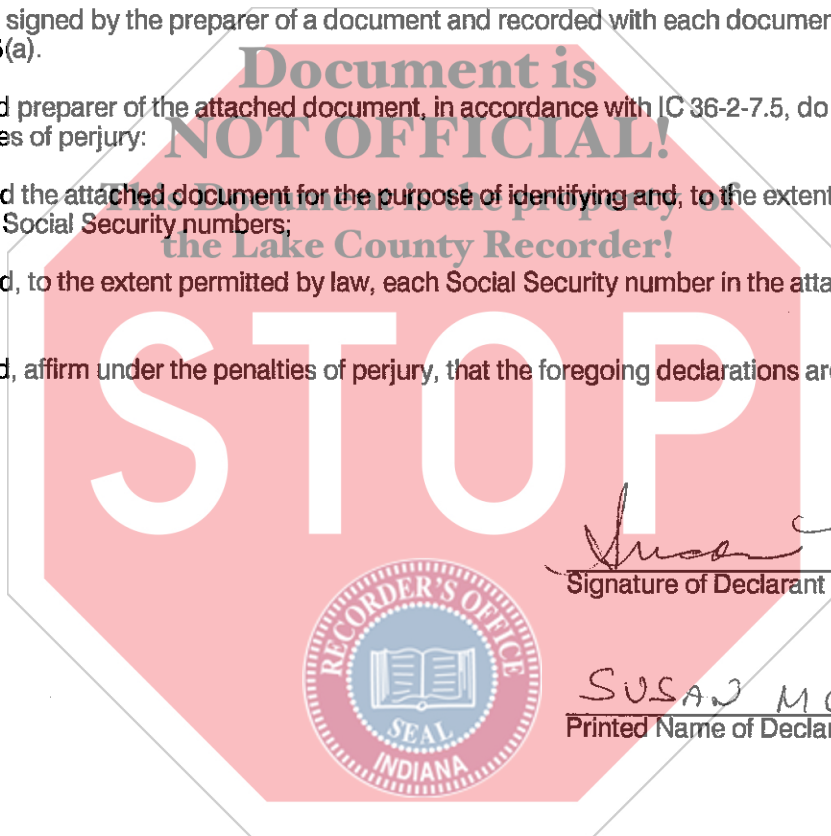 signed by the preparer of a document and recorded with each documen
(a).
Document is
d preparer of the attached document, in accordance with IC 36-2-7.5, do
es of perjury:
NOT OFFICIAL!
d the attached document for the purpose of identifying and, to the extent
This Document is the property of
Social Security numbers;
the Lake County Recorder!
d, to the extent permitted by law, each Social Security number in the atta
STOP
d, affirm under the penalties of perjury, that the foregoing declarations are
Susan
Signature of Declarant
RECORDER'S OFFICE
SEAL
INDIANA
SUSAN M
Printed Name of Declar